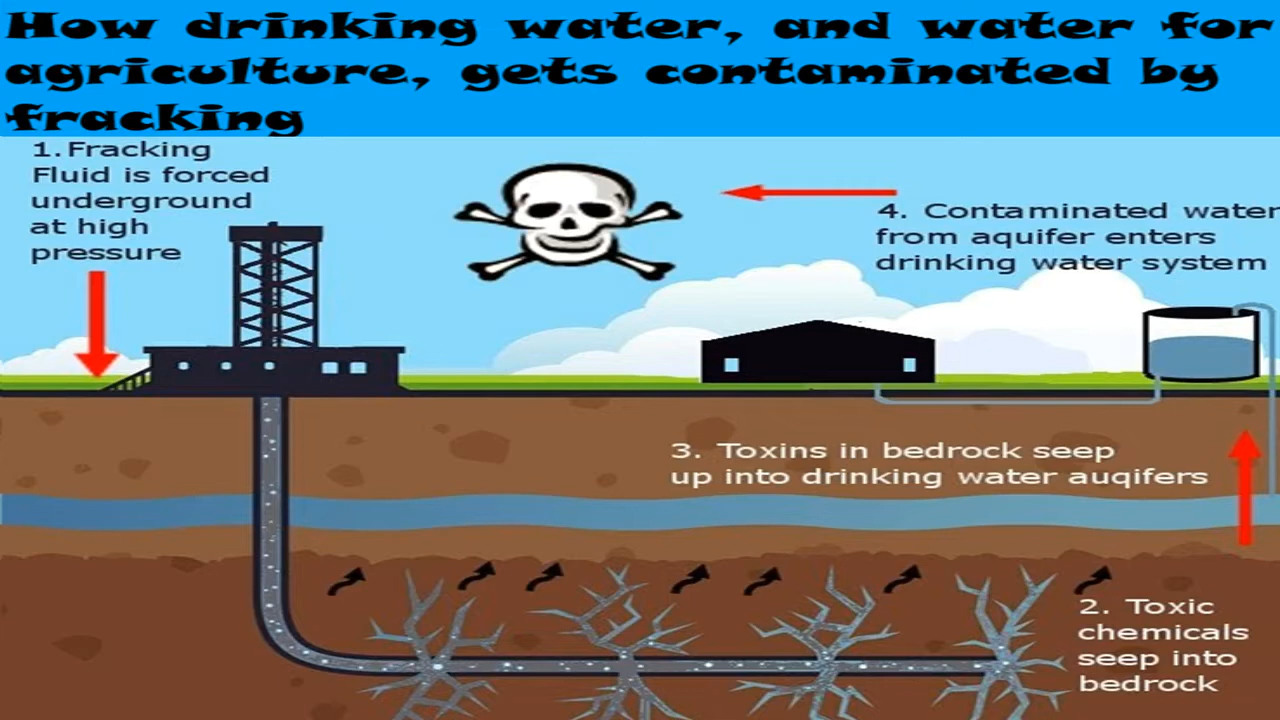 How drinking water, and water for
agriculture, gets contaminated by
fracking
1. Fracking
Fluid is forced
underground
at high
pressure
4. Contaminated water
from aquifer enters
drinking water system
3. Toxins in bedrock seep
up into drinking water auqifers
2. Toxic
chemicals
seep into
bedrock